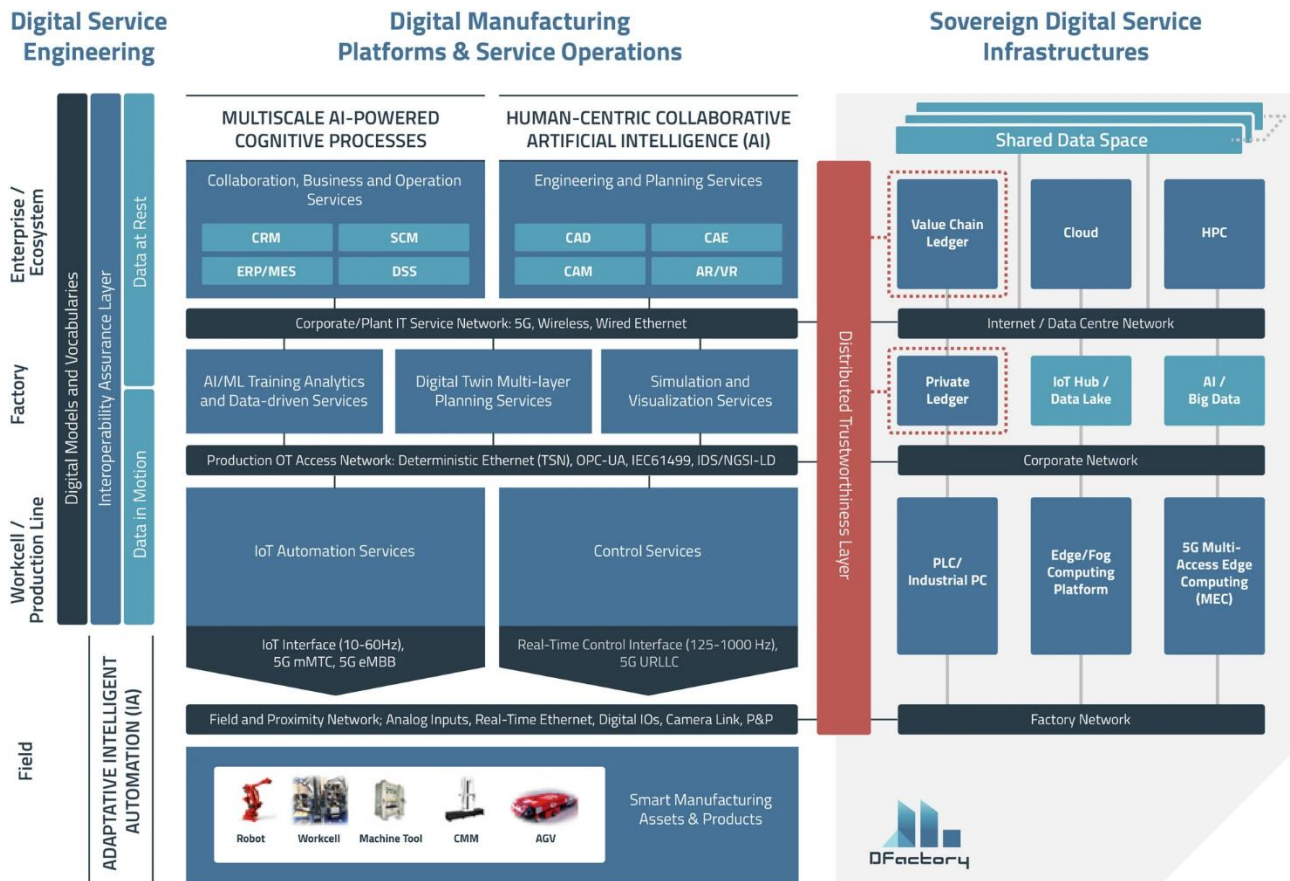 Digital Service
Engineering
Digital Manufacturing
Platforms & Service Operations
Sovereign Digital Service
Infrastructures
MULTISCALE AI-POWERED
COGNITIVE PROCESSES
HUMAN-CENTRIC COLLABORATIVE
ARTIFICIAL INTELLIGENCE (AI)
Enterprise /
Ecosystem
Factory
Workcell /
Production Line
Field
Digital Models and Vocabularies
Interoperability Assurance Layer
Data at Rest
Data in Motion
ADAPTATIVE INTELLIGENT
AUTOMATION (IA)
Collaboration, Business and Operation
Services
CRM
SCM
ERP/MES
DSS
Engineering and Planning Services
CAD
CAE
CAM
AR/VR
Corporate/Plant IT Service Network: 5G, Wireless, Wired Ethernet
AI/ML Training Analytics
and Data-driven Services
Digital Twin Multi-layer
Planning Services
Simulation and
Visualization Services
Production OT Access Network: Deterministic Ethernet (TSN), OPC-UA, IEC61499, IDS/NGSI-LD
IoT Automation Services
Control Services
IoT Interface (10-60Hz),
5G mMTC, 5G eMBB
Real-Time Control Interface (125-1000 Hz),
5G URLLC
Field and Proximity Network; Analog Inputs, Real-Time Ethernet, Digital IOs, Camera Link, P&P
Robot
Workcell
Machine Tool
CMM
AGV
Smart Manufacturing
Assets & Products
Distributed Trustworthiness Layer
Shared Data Space
Value Chain
Ledger
Cloud
HPC
Internet / Data Centre Network
Private
Ledger
IoT Hub /
Data Lake
AI /
Big Data
Corporate Network
PLC/
Industrial PC
Edge/Fog
Computing
Platform
5G Multi-
Access Edge
Computing
(MEC)
Factory Network
DFactory